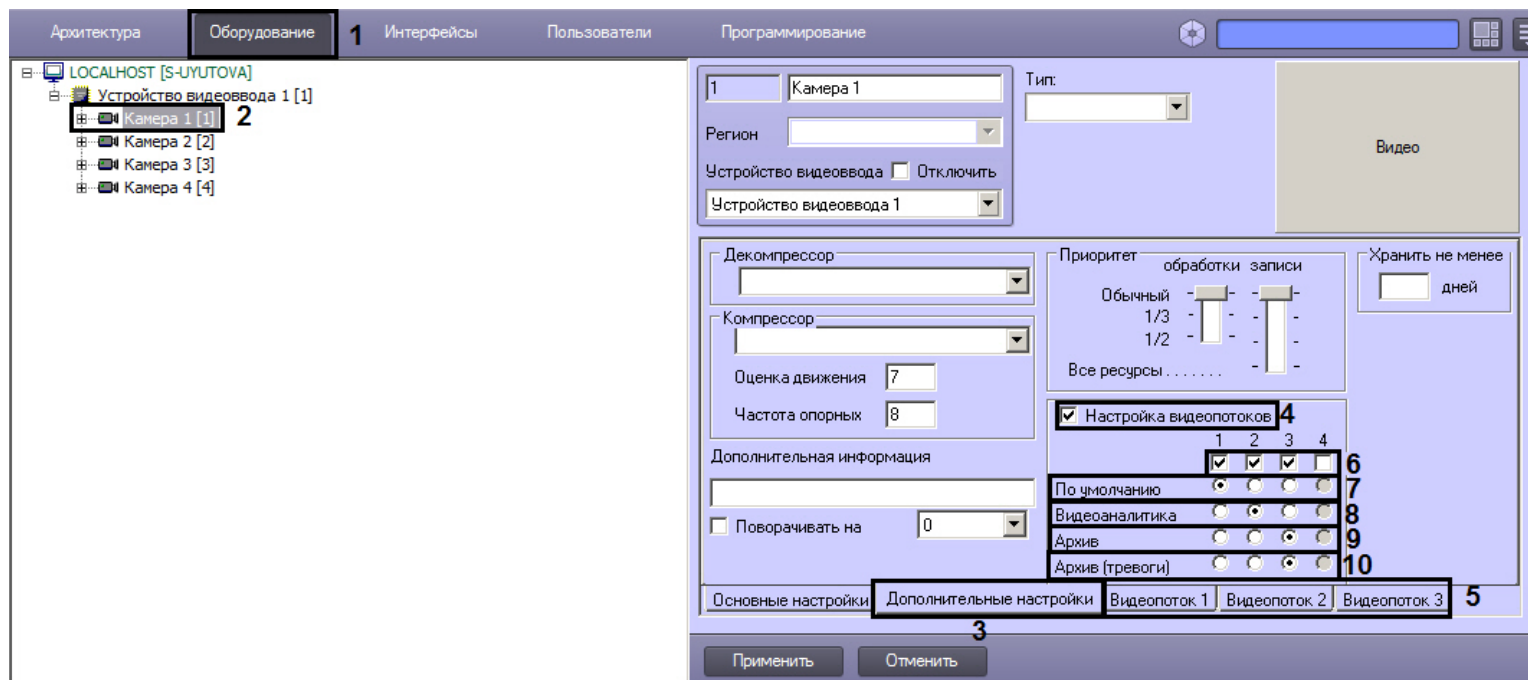 Архитектура Оборудование 1 Интерфейсы Пользователи Программирование
LOCALHOST [S-UYUTOVA]
Устройство видеоввода 1 [1]
Камера 1 [1] 2
Камера 2 [2]
Камера 3 [3]
Камера 4 [4]
1 Камера 1
Тип:
Регион
Устройство видеоввода Отключить
Устройство видеоввода 1
Видео
Декомпрессор
Компрессор
Оценка движения 7
Частота опорных 8
Дополнительная информация
Поворачивать на 0
Приоритет
обработки записи
Обычный
1/3
1/2
Все ресурсы . . . . . . .
Хранить не менее
дней
Настройка видеопотоков 4
1 2 3 4
6
По умолчанию 7
Видеоаналитика 8
Архив 9
Архив (тревоги) 10
Основные настройки Дополнительные настройки Видеопоток 1 Видеопоток 2 Видеопоток 3 5
3
Применить Отменить